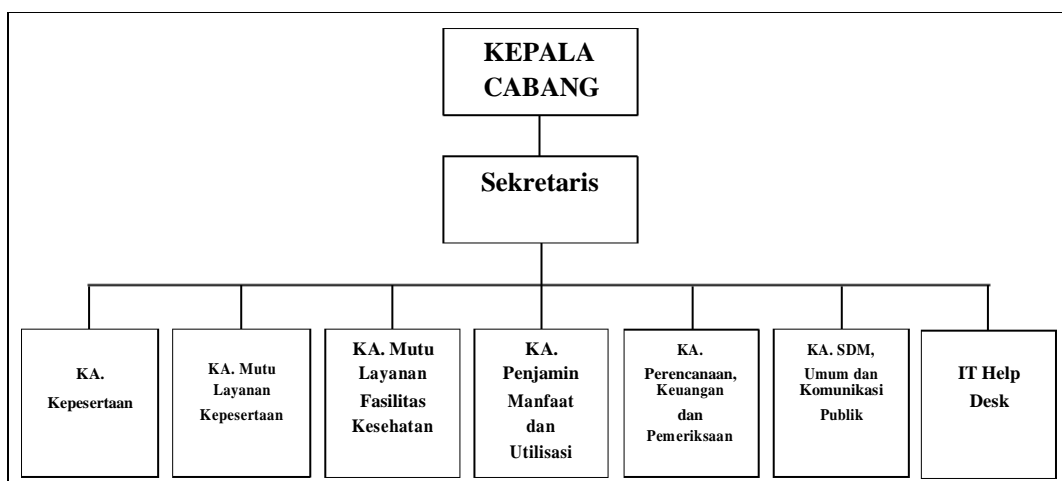 KEPALA
CABANG
Sekretaris
KA.
Kepesertaan
KA. Mutu
Layanan
Kepesertaan
KA. Mutu
Layanan
Fasilitas
Kesehatan
KA.
Penjamin
Manfaat
dan
Utilisasi
KA.
Perencanaan,
Keuangan
dan
Pemeriksaan
KA. SDM,
Umum dan
Komunikasi
Publik
IT Help
Desk